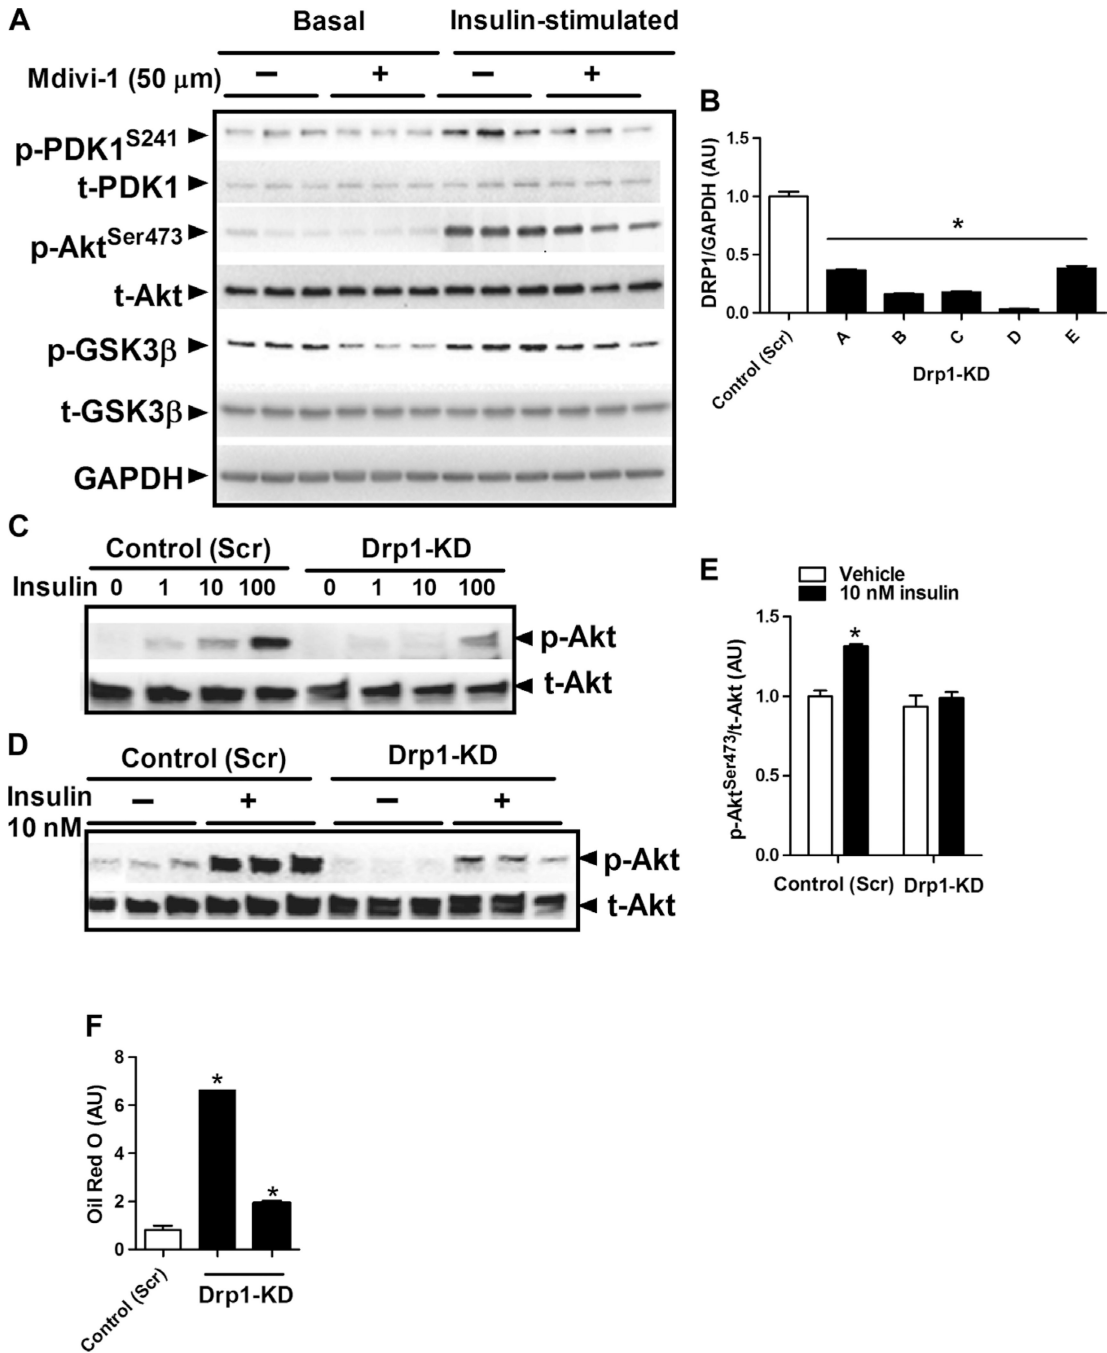 A
Basal
Insulin-stimulated
Mdivi-1 (50 μm)
− + − +
p-PDK1S241
t-PDK1
p-AktSer473
t-Akt
p-GSK3β
t-GSK3β
GAPDH
B
DRP1/GAPDH (AU)
1.5
1.0
0.5
0.0
*
Control (Scr)
A
B
C
D
E
Drp1-KD
C
Control (Scr)
Drp1-KD
Insulin 0 1 10 100 0 1 10 100
p-Akt
t-Akt
D
Control (Scr)
Drp1-KD
Insulin − + − +
10 nM
p-Akt
t-Akt
E
Vehicle
10 nM insulin
p-AktSer473/t-Akt (AU)
1.5
1.0
0.5
0.0
*
Control (Scr)
Drp1-KD
F
Oil Red O (AU)
8
6
4
2
0
*
*
Control (Scr)
Drp1-KD